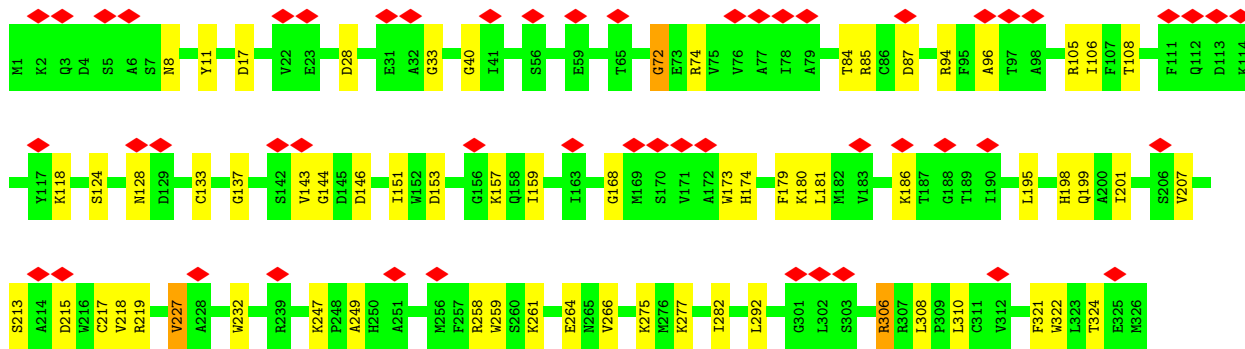 M1 K2 Q3 D4 S5 A6 S7 N8 Y11 D17 V22 E23 D28 E31 A32 G33 G40 I41 S56 E59 T65 G72 E73 R74 V75 V76 A77 I78 A79 T84 R85 C86 D87 R94 F95 A96 T97 A98 R105 I106 F107 T108 F111 Q112 D113 K114
Y117 K118 S124 N128 D129 C133 G137 S142 V143 G144 D145 D146 I151 W152 D153 G156 K157 Q158 I159 I163 G168 M169 S170 V171 A172 W173 H174 F179 K180 L181 M182 V183 K186 T187 G188 T189 I190 L195 H198 Q199 A200 I201 S206 V207
S213 A214 D215 W216 C217 V218 R219 V227 A228 W232 R239 K247 P248 A249 H250 A251 M256 F257 R258 W259 S260 K261 E264 N265 V266 K275 M276 K277 I282 L292 G301 L302 S303 R306 R307 L308 P309 L310 C311 V312 F321 W322 L323 T324 E325 M326